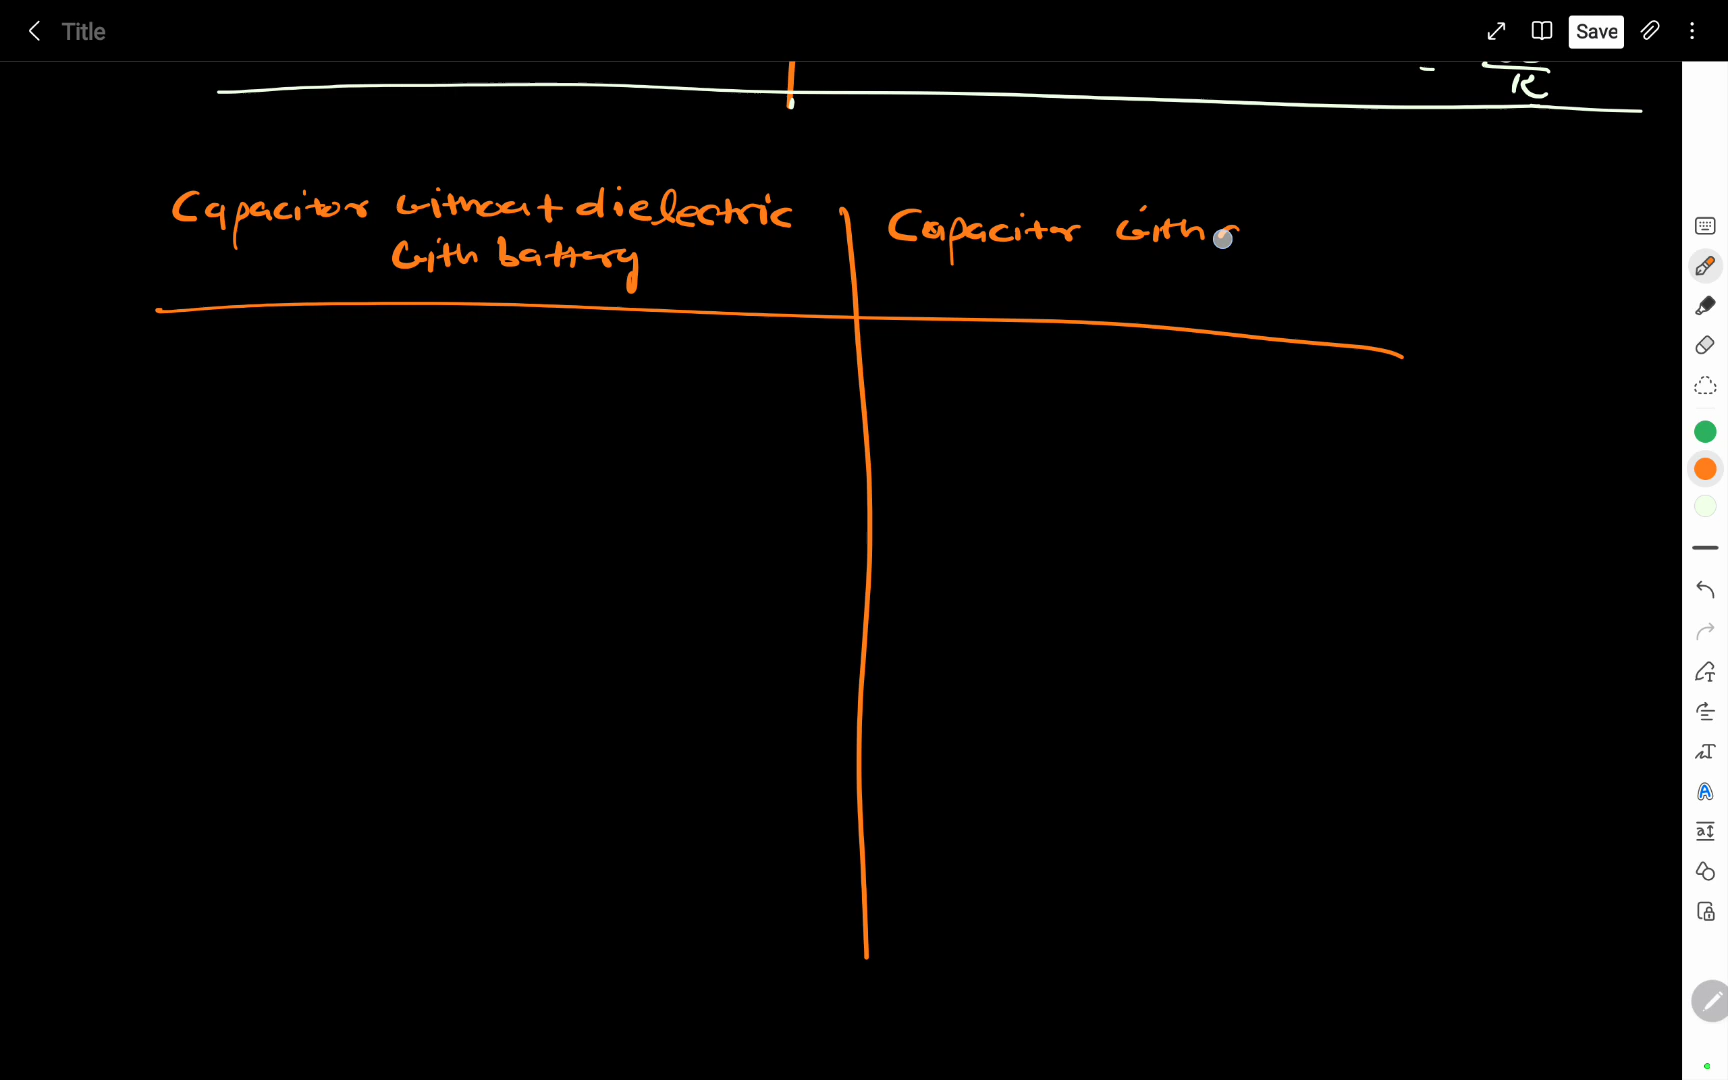 Title
Save
-
K
Capacitor without dielectric
with battery
Capacitor with